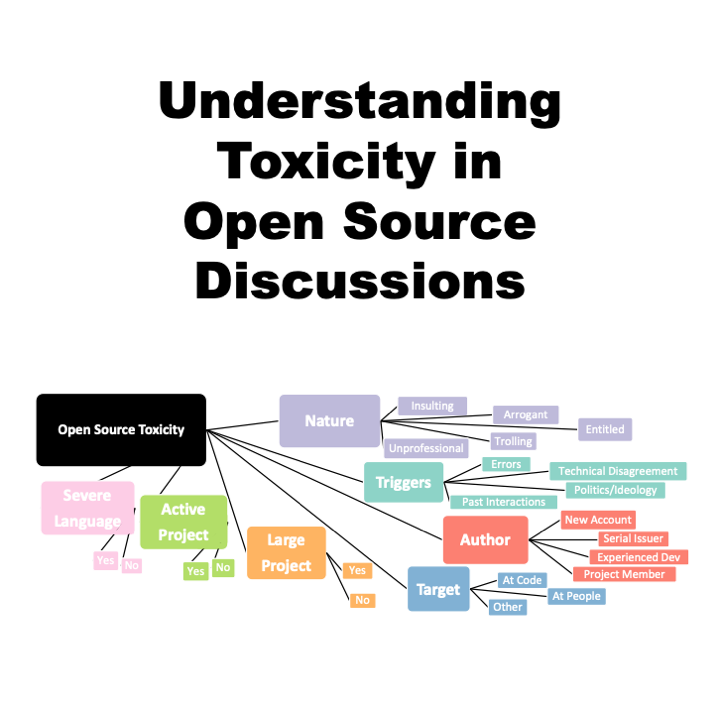 Understanding
Toxicity in
Open Source
Discussions
Open Source Toxicity
Nature
Insulting
Arrogant
Entitled
Trolling
Unprofessional
Triggers
Errors
Technical Disagreement
Politics/Ideology
Past Interactions
Severe
Language
Yes
No
Active
Project
Yes
No
Large
Project
Yes
No
Author
New Account
Serial Issuer
Experienced Dev
Project Member
Target
At Code
At People
Other